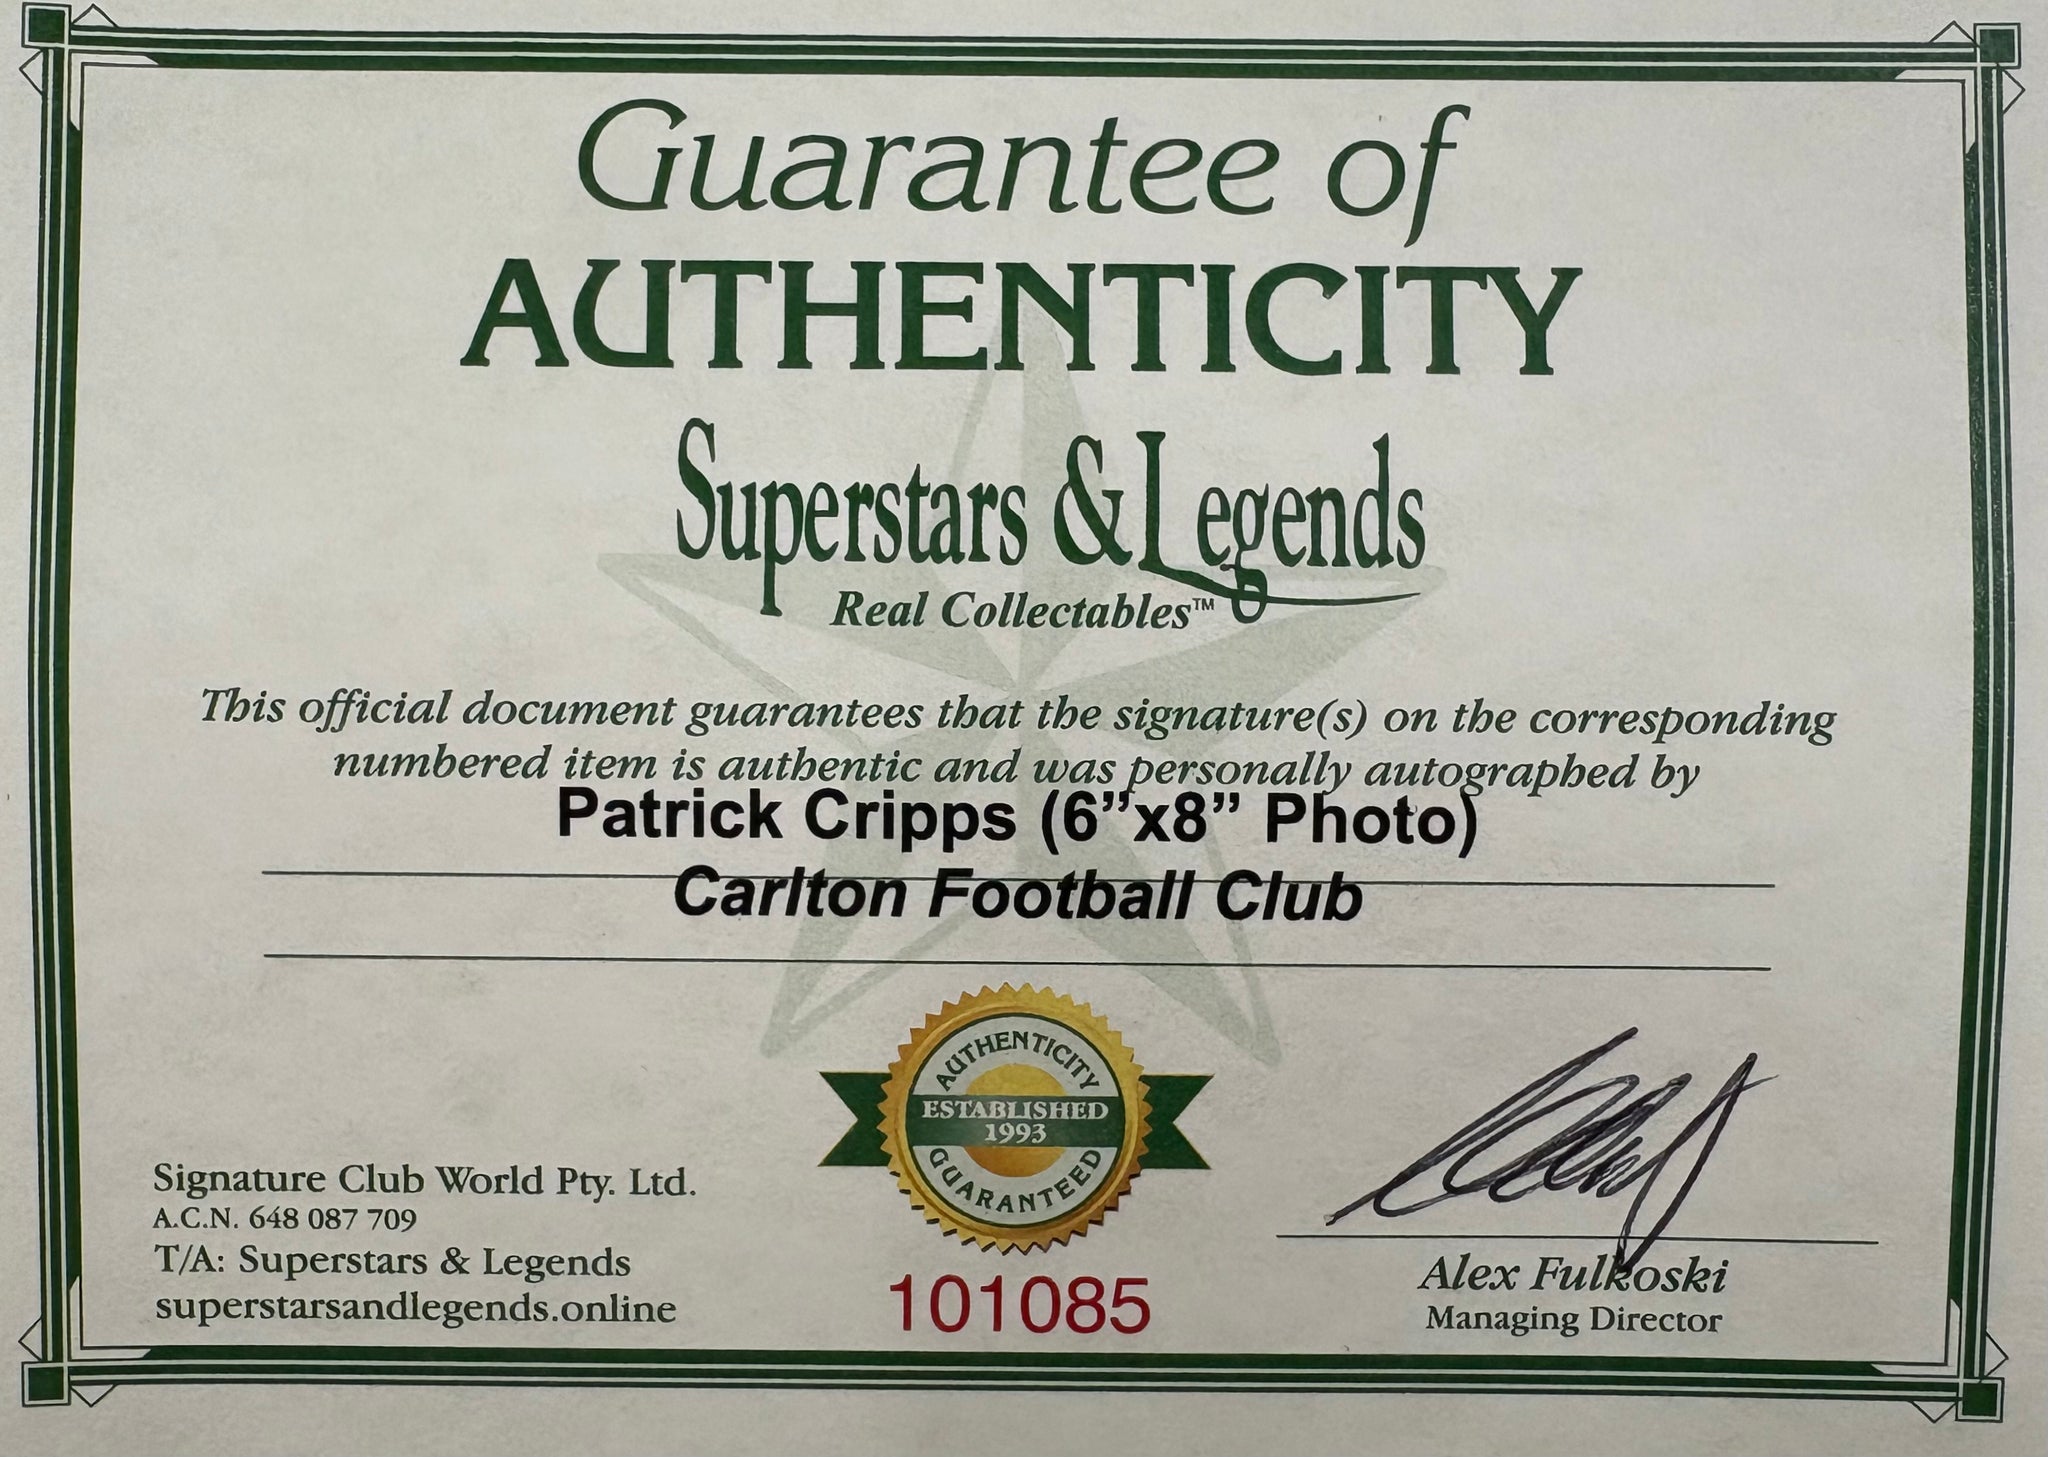 Guarantee of
AUTHENTICITY
Superstars & Legends
Real Collectables™
This official document guarantees that the signature(s) on the corresponding
numbered item is authentic and was personally autographed by
Patrick Cripps (6”x8” Photo)
Carlton Football Club
AUTHENTICITY
ESTABLISHED
1993
GUARANTEED
Signature Club World Pty. Ltd.
A.C.N. 648 087 709
T/A: Superstars & Legends
superstarsandlegends.online
101085
Alex Fulkoski
Managing Director